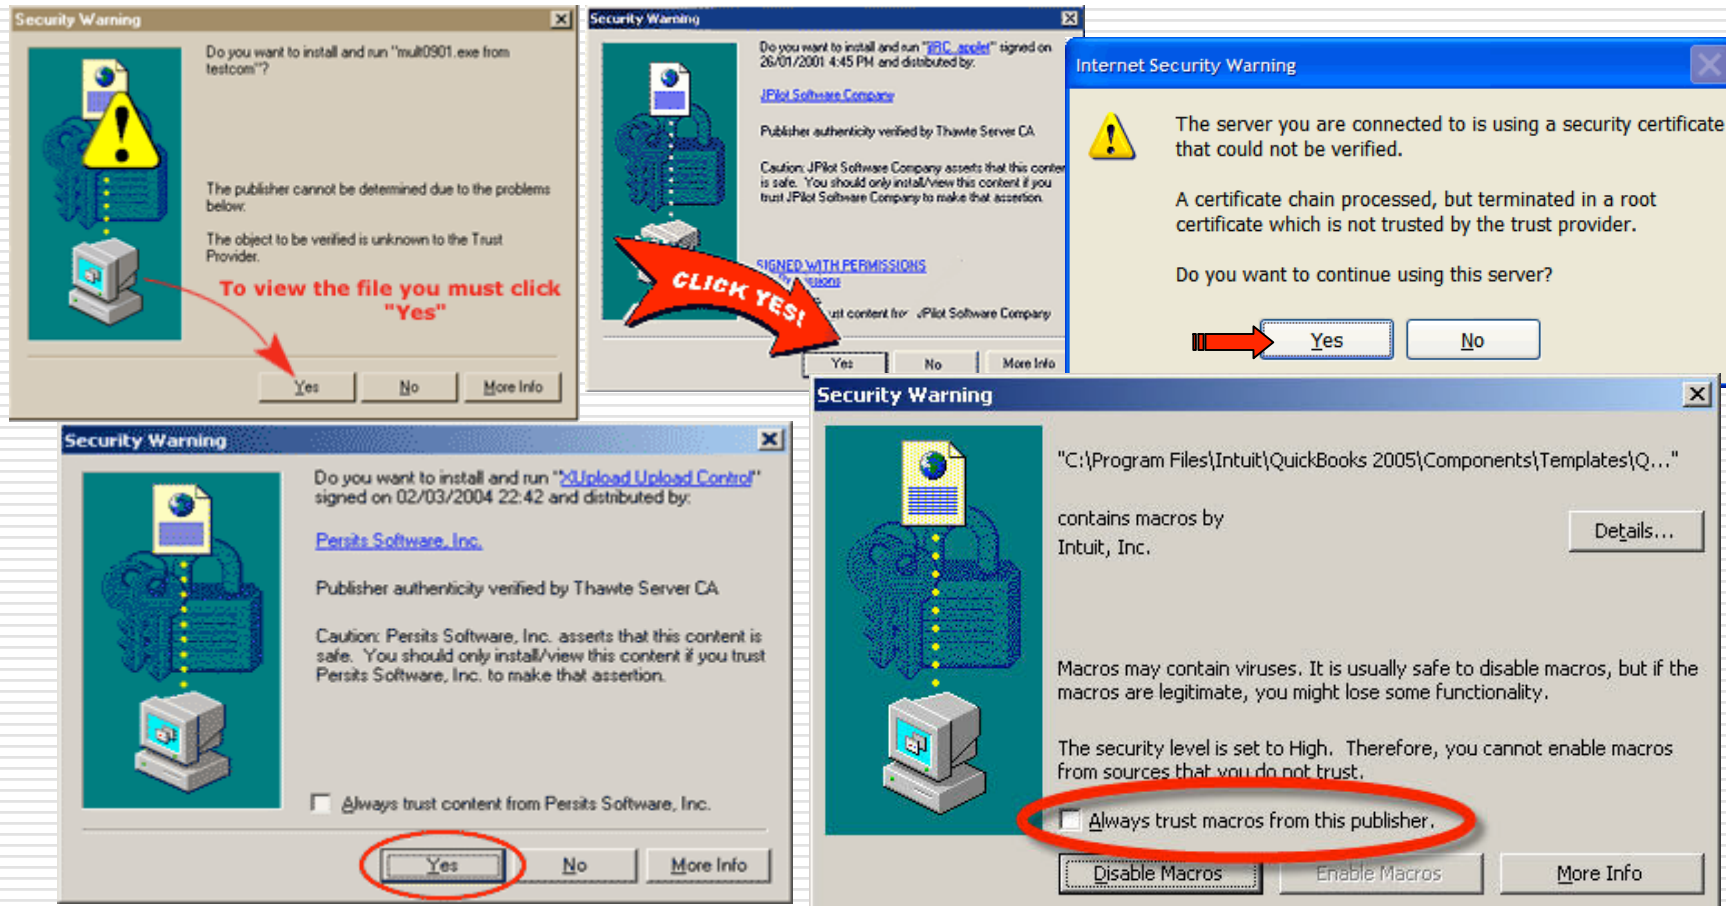 Security Warning
Do you want to install and run "mult0901.exe from
testcom"?
The publisher cannot be determined due to the problems
below:
The object to be verified is unknown to the Trust
Provider.
To view the file you must click
"Yes"
Yes No More Info
Security Warning
Do you want to install and run "jIRC_applet" signed on
26/01/2001 4:45 PM and distributed by:
JPilot Software Company
Publisher authenticity verified by Thawte Server CA
Caution: JPilot Software Company asserts that this conter
is safe. You should only install/view this content if you
trust JPilot Software Company to make that assertion.
SIGNED WITH PERMISSIONS
CLICK YES!
ust content from JPilot Software Company
Yes No More Info
Internet Security Warning
The server you are connected to is using a security certificate
that could not be verified.
A certificate chain processed, but terminated in a root
certificate which is not trusted by the trust provider.
Do you want to continue using this server?
Yes No
Security Warning
Do you want to install and run "XUpload Upload Control"
signed on 02/03/2004 22:42 and distributed by:
Persits Software, Inc.
Publisher authenticity verified by Thawte Server CA
Caution: Persits Software, Inc. asserts that this content is
safe. You should only install/view this content if you trust
Persits Software, Inc. to make that assertion.
Always trust content from Persits Software, Inc.
Yes No More Info
Security Warning
"C:\Program Files\Intuit\QuickBooks 2005\Components\Templates\Q..."
contains macros by
Intuit, Inc.
Details...
Macros may contain viruses. It is usually safe to disable macros, but if the
macros are legitimate, you might lose some functionality.
The security level is set to High. Therefore, you cannot enable macros
from sources that you do not trust.
Always trust macros from this publisher.
Disable Macros Enable Macros More Info